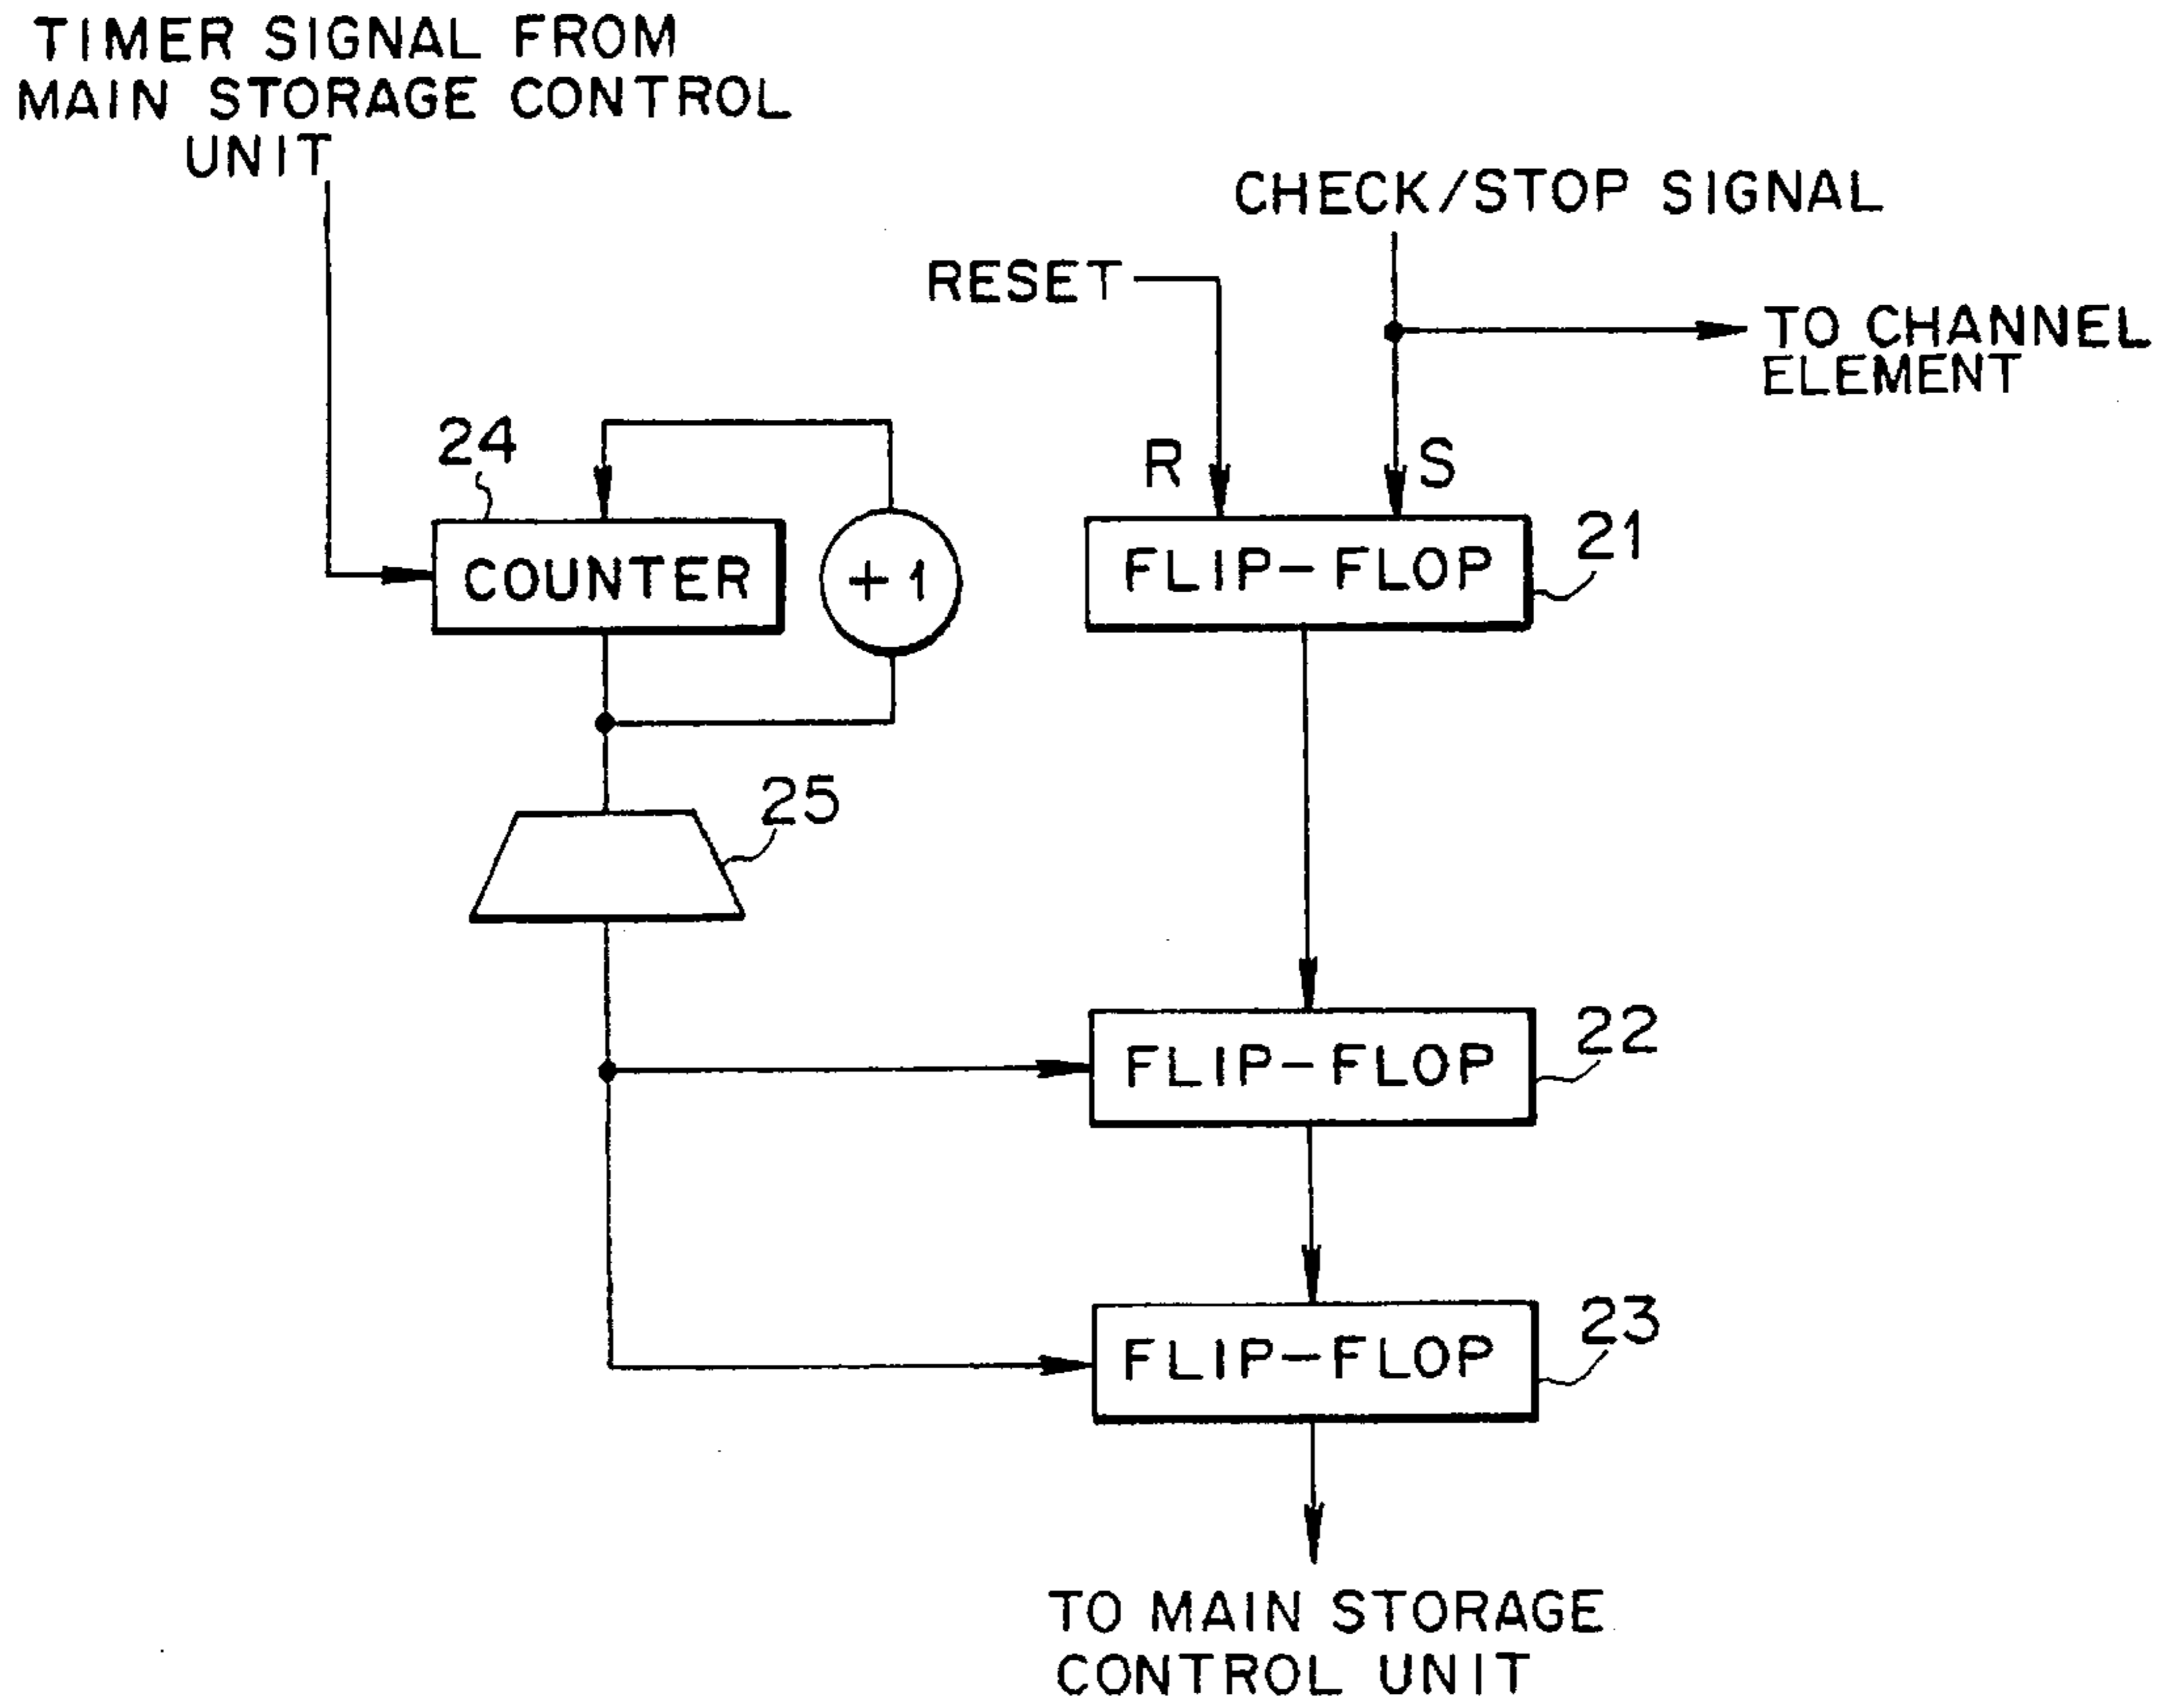 TIMER SIGNAL FROM
MAIN STORAGE CONTROL
UNIT
CHECK/STOP SIGNAL
RESET
TO CHANNEL
ELEMENT
24
R
S
COUNTER
+1
FLIP-FLOP
21
25
FLIP-FLOP
22
FLIP-FLOP
23
TO MAIN STORAGE
CONTROL UNIT